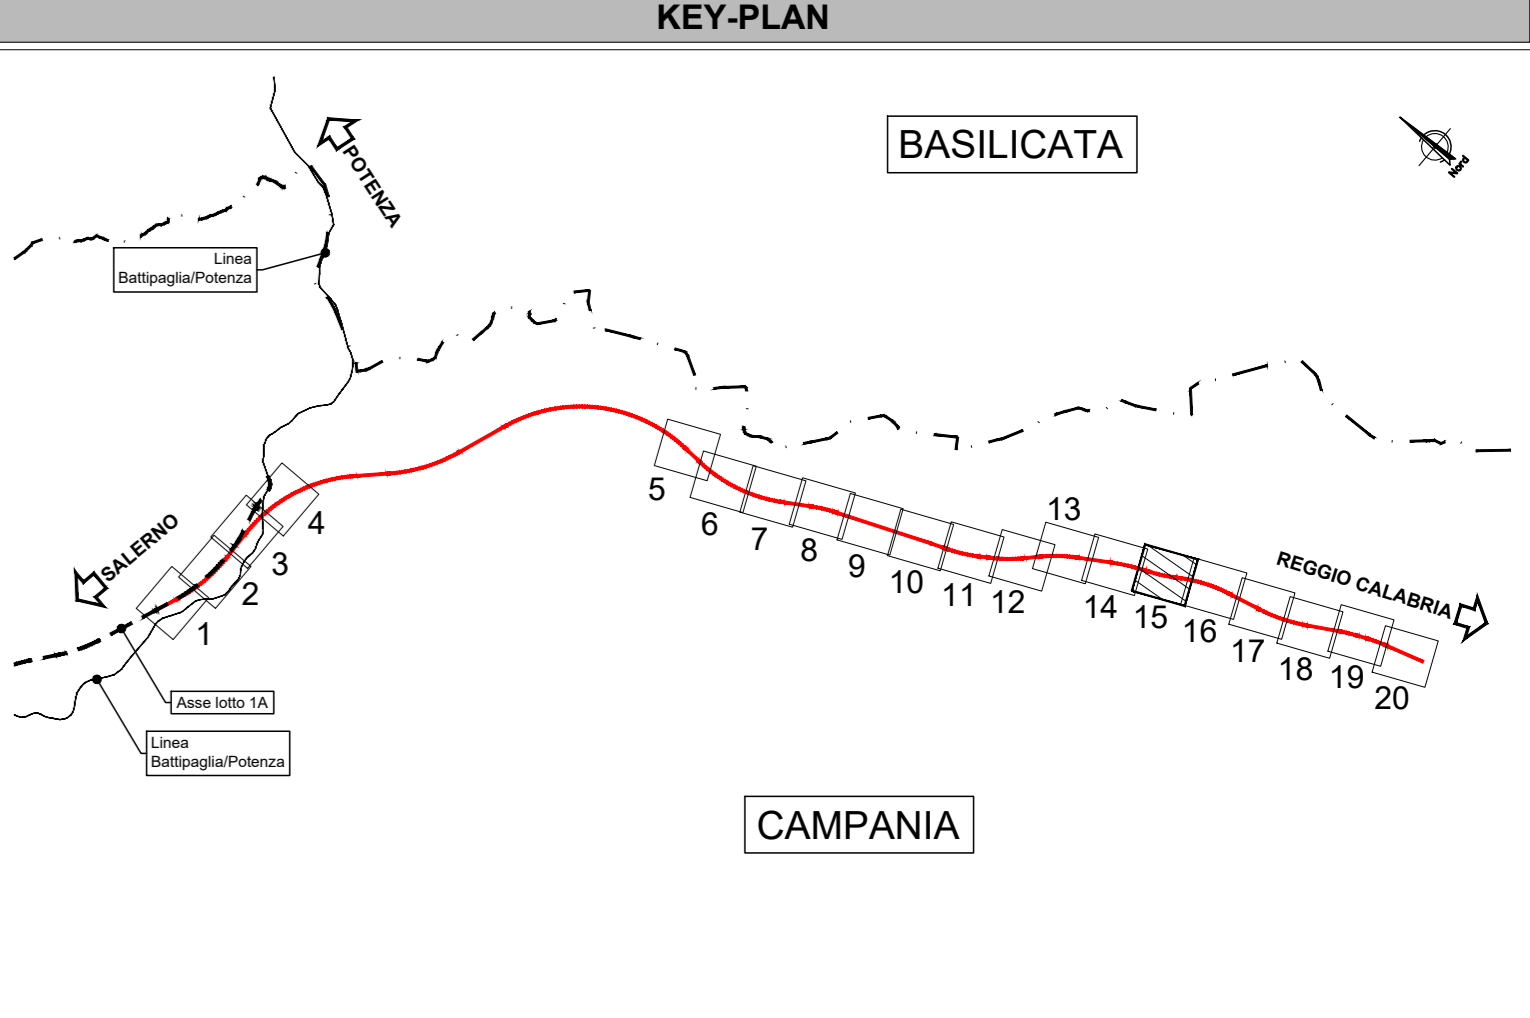 KEY-PLAN
BASILICATA
Nord
POTENZA
Linea
Battipaglia/Potenza
SALERNO
1
2
3
4
5
6
7
8
9
10
11
12
13
14
15
16
17
18
19
20
REGGIO CALABRIA
Asse lotto 1A
Linea
Battipaglia/Potenza
CAMPANIA